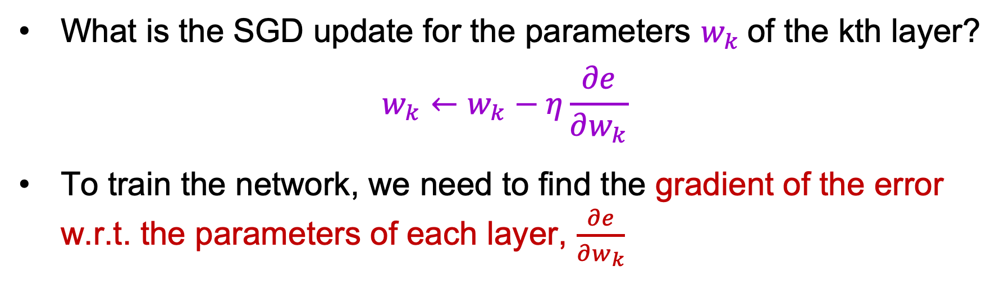 • What is the SGD update for the parameters $w_k$ of the kth layer?
$w_k \leftarrow w_k - \eta \frac{\partial e}{\partial w_k}$
• To train the network, we need to find the gradient of the error
w.r.t. the parameters of each layer, $\frac{\partial e}{\partial w_k}$